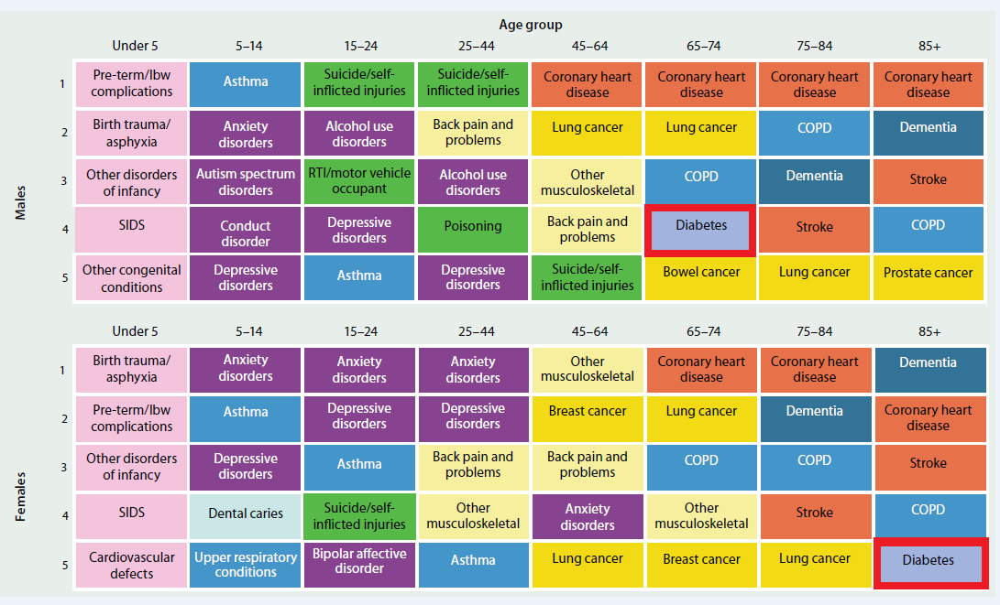 Age group
Under 5 5–14 15–24 25–44 45–64 65–74 75–84 85+
Males
1 Pre-term/lbw complications Asthma Suicide/self-inflicted injuries Suicide/self-inflicted injuries Coronary heart disease Coronary heart disease Coronary heart disease Coronary heart disease
2 Birth trauma/asphyxia Anxiety disorders Alcohol use disorders Back pain and problems Lung cancer Lung cancer COPD Dementia
3 Other disorders of infancy Autism spectrum disorders RTI/motor vehicle occupant Alcohol use disorders Other musculoskeletal COPD Dementia Stroke
4 SIDS Conduct disorder Depressive disorders Poisoning Back pain and problems Diabetes Stroke COPD
5 Other congenital conditions Depressive disorders Asthma Depressive disorders Suicide/self-inflicted injuries Bowel cancer Lung cancer Prostate cancer
Under 5 5–14 15–24 25–44 45–64 65–74 75–84 85+
Females
1 Birth trauma/asphyxia Anxiety disorders Anxiety disorders Anxiety disorders Other musculoskeletal Coronary heart disease Coronary heart disease Dementia
2 Pre-term/lbw complications Asthma Depressive disorders Depressive disorders Breast cancer Lung cancer Dementia Coronary heart disease
3 Other disorders of infancy Depressive disorders Asthma Back pain and problems Back pain and problems COPD COPD Stroke
4 SIDS Dental caries Suicide/self-inflicted injuries Other musculoskeletal Anxiety disorders Other musculoskeletal Stroke COPD
5 Cardiovascular defects Upper respiratory conditions Bipolar affective disorder Asthma Lung cancer Breast cancer Lung cancer Diabetes